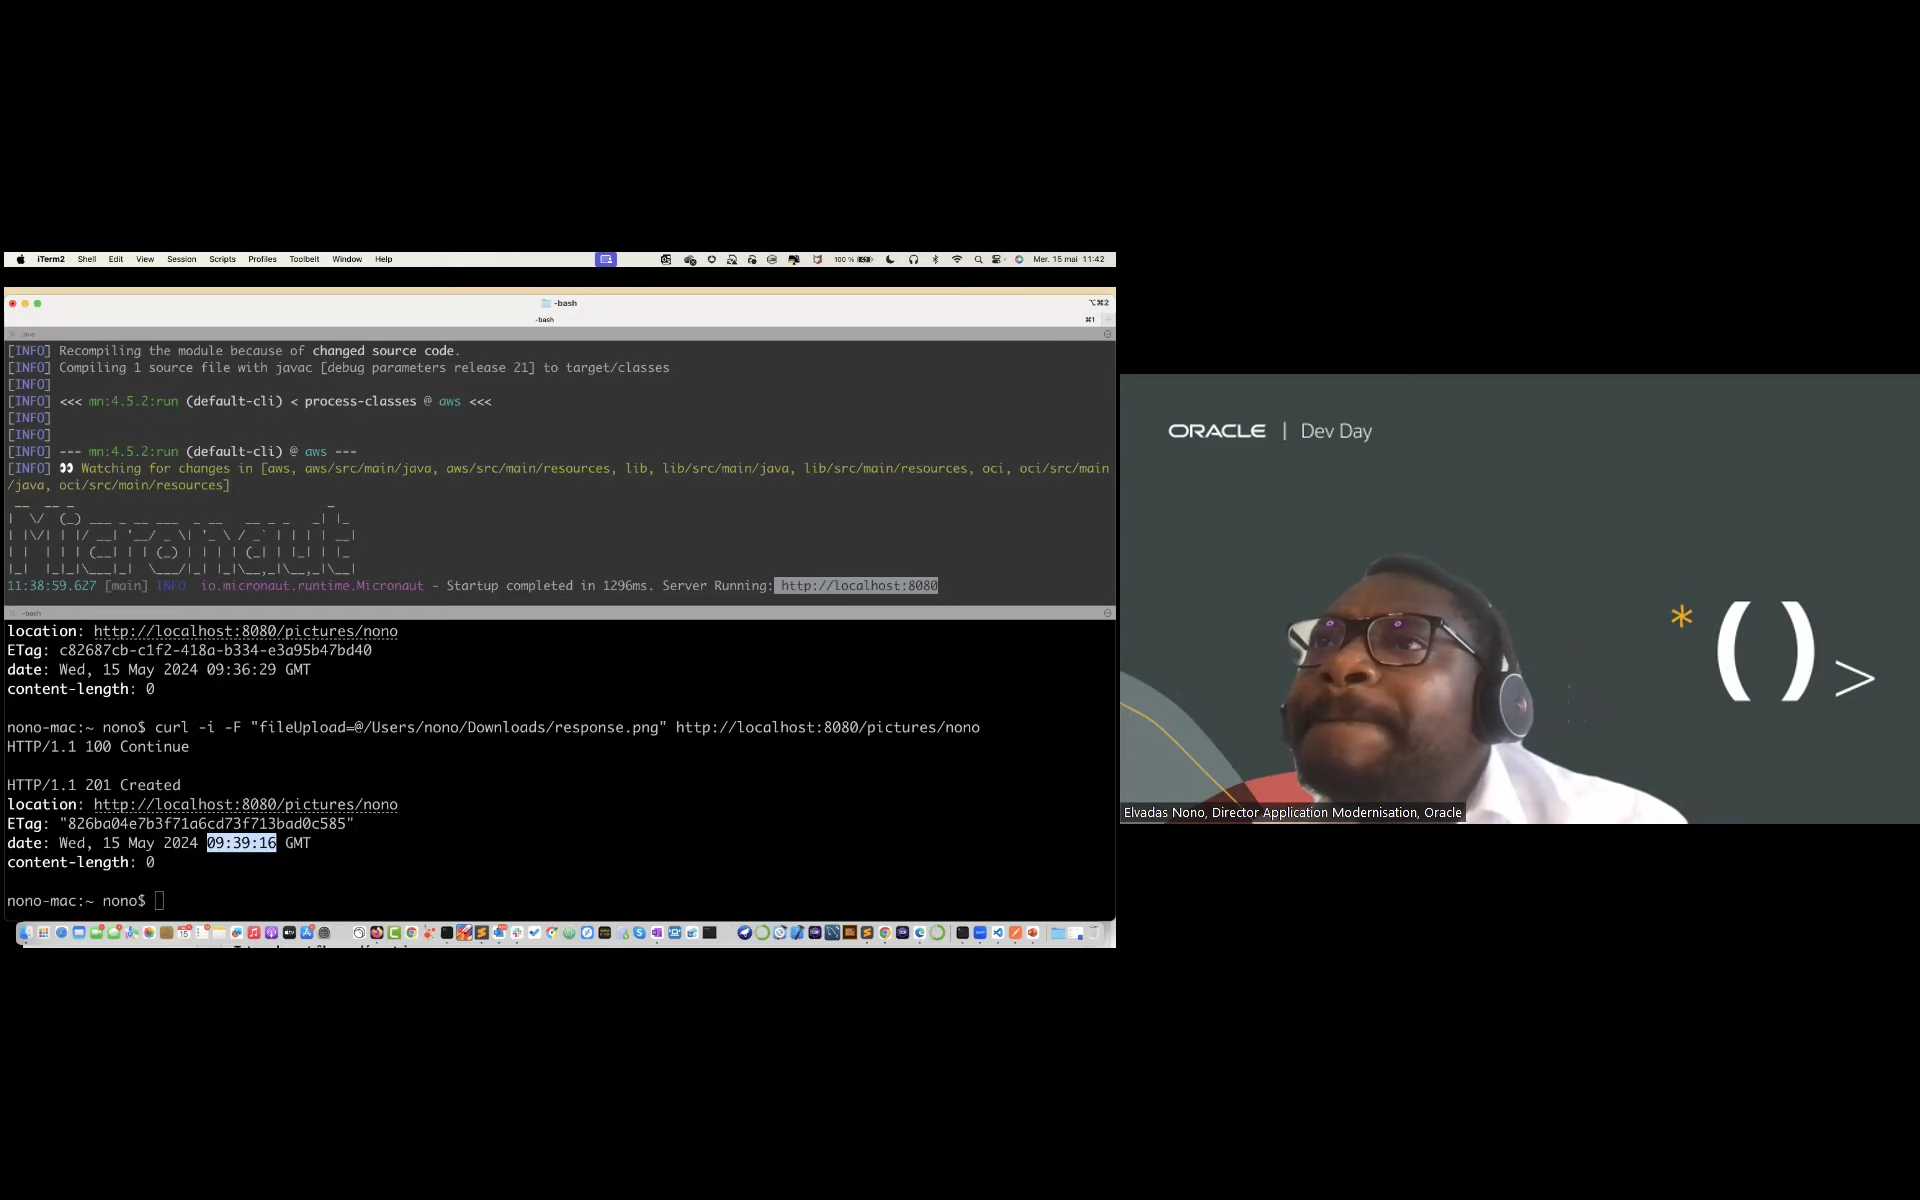 iTerm2 Shell Edit View Session Scripts Profiles Toolbelt Window Help 100 % Mer. 15 mai 11:42
-bash ⌥⌘2
-bash ⌘1
java
[INFO] Recompiling the module because of changed source code.
[INFO] Compiling 1 source file with javac [debug parameters release 21] to target/classes
[INFO]
[INFO] <<< mn:4.5.2:run (default-cli) < process-classes @ aws <<<
[INFO]
[INFO]
[INFO] --- mn:4.5.2:run (default-cli) @ aws ---
[INFO] 👀 Watching for changes in [aws, aws/src/main/java, aws/src/main/resources, lib, lib/src/main/java, lib/src/main/resources, oci, oci/src/main
/java, oci/src/main/resources]
Micronaut
11:38:59.627 [main] INFO io.micronaut.runtime.Micronaut - Startup completed in 1296ms. Server Running: http://localhost:8080
-bash
location: http://localhost:8080/pictures/nono
ETag: c82687cb-c1f2-418a-b334-e3a95b47bd40
date: Wed, 15 May 2024 09:36:29 GMT
content-length: 0
nono-mac:~ nono$ curl -i -F "fileUpload=@/Users/nono/Downloads/response.png" http://localhost:8080/pictures/nono
HTTP/1.1 100 Continue
HTTP/1.1 201 Created
location: http://localhost:8080/pictures/nono
ETag: "826ba04e7b3f71a6cd73f713bad0c585"
date: Wed, 15 May 2024 09:39:16 GMT
content-length: 0
nono-mac:~ nono$
ORACLE | Dev Day
* ( ) >
Elvadas Nono, Director Application Modernisation, Oracle